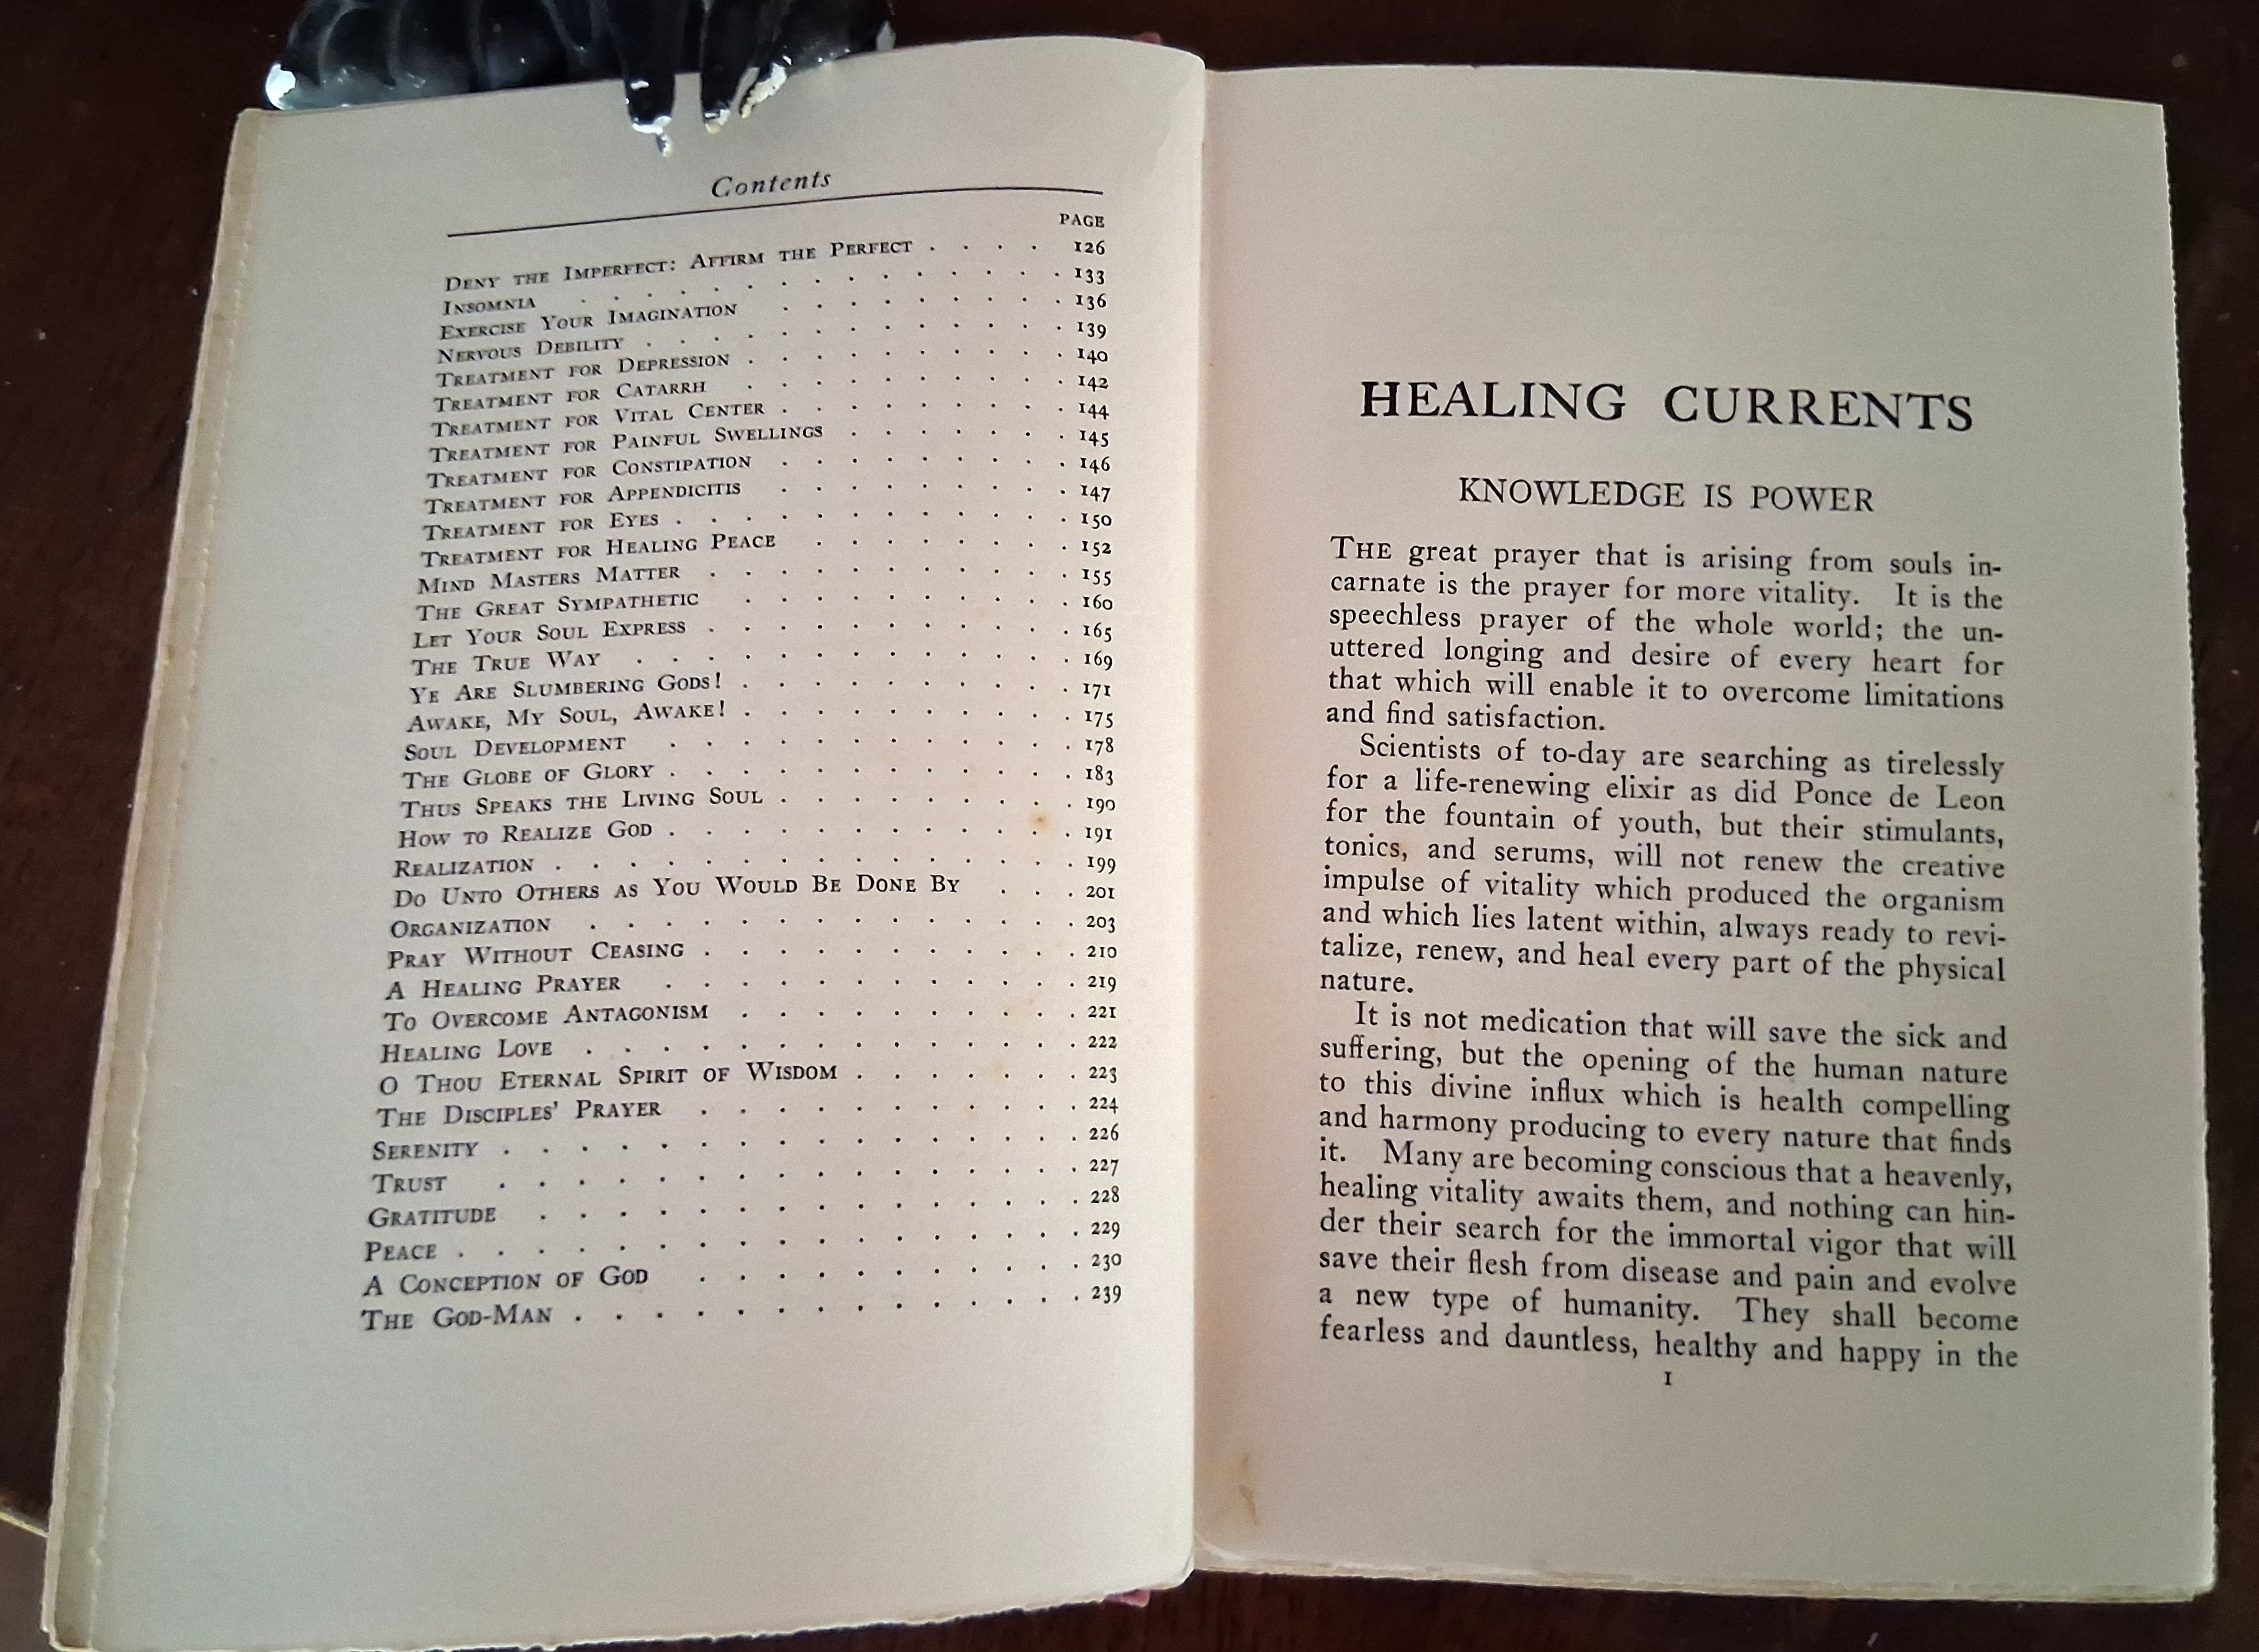 Contents
PAGE
DENY THE IMPERFECT: AFFIRM THE PERFECT . . . . 126
INSOMNIA . . . . . . . . . . . . 133
EXERCISE YOUR IMAGINATION . . . . . . . . 136
NERVOUS DEBILITY . . . . . . . . . . . 139
TREATMENT FOR DEPRESSION . . . . . . . . . 140
TREATMENT FOR CATARRH . . . . . . . . . 142
TREATMENT FOR VITAL CENTER . . . . . . . . 144
TREATMENT FOR PAINFUL SWELLINGS . . . . . . . 145
TREATMENT FOR CONSTIPATION . . . . . . . . 146
TREATMENT FOR APPENDICITIS . . . . . . . . 147
TREATMENT FOR EYES . . . . . . . . . . 150
TREATMENT FOR HEALING PEACE . . . . . . . 152
MIND MASTERS MATTER . . . . . . . . . . 155
THE GREAT SYMPATHETIC . . . . . . . . . 160
LET YOUR SOUL EXPRESS . . . . . . . . . . 165
THE TRUE WAY . . . . . . . . . . . 169
YE ARE SLUMBERING GODS! . . . . . . . . . 171
AWAKE, MY SOUL, AWAKE! . . . . . . . . . 175
SOUL DEVELOPMENT . . . . . . . . . . 178
THE GLOBE OF GLORY . . . . . . . . . . 183
THUS SPEAKS THE LIVING SOUL . . . . . . . . 190
HOW TO REALIZE GOD . . . . . . . . . . 191
REALIZATION . . . . . . . . . . . . . 199
DO UNTO OTHERS AS YOU WOULD BE DONE BY . . . 201
ORGANIZATION . . . . . . . . . . . . 203
PRAY WITHOUT CEASING . . . . . . . . . . 210
A HEALING PRAYER . . . . . . . . . . . 219
TO OVERCOME ANTAGONISM . . . . . . . . . 221
HEALING LOVE . . . . . . . . . . . . 222
O THOU ETERNAL SPIRIT OF WISDOM . . . . . . 223
THE DISCIPLES' PRAYER . . . . . . . . . . 224
SERENITY . . . . . . . . . . . . . . 226
TRUST . . . . . . . . . . . . . . 227
GRATITUDE . . . . . . . . . . . . . 228
PEACE . . . . . . . . . . . . . . . 229
A CONCEPTION OF GOD . . . . . . . . . . 230
THE GOD-MAN . . . . . . . . . . . . . 239
HEALING CURRENTS
KNOWLEDGE IS POWER
THE great prayer that is arising from souls in-
carnate is the prayer for more vitality. It is the
speechless prayer of the whole world; the un-
uttered longing and desire of every heart for
that which will enable it to overcome limitations
and find satisfaction.
Scientists of to-day are searching as tirelessly
for a life-renewing elixir as did Ponce de Leon
for the fountain of youth, but their stimulants,
tonics, and serums, will not renew the creative
impulse of vitality which produced the organism
and which lies latent within, always ready to revi-
talize, renew, and heal every part of the physical
nature.
It is not medication that will save the sick and
suffering, but the opening of the human nature
to this divine influx which is health compelling
and harmony producing to every nature that finds
it. Many are becoming conscious that a heavenly,
healing vitality awaits them, and nothing can hin-
der their search for the immortal vigor that will
save their flesh from disease and pain and evolve
a new type of humanity. They shall become
fearless and dauntless, healthy and happy in the
1